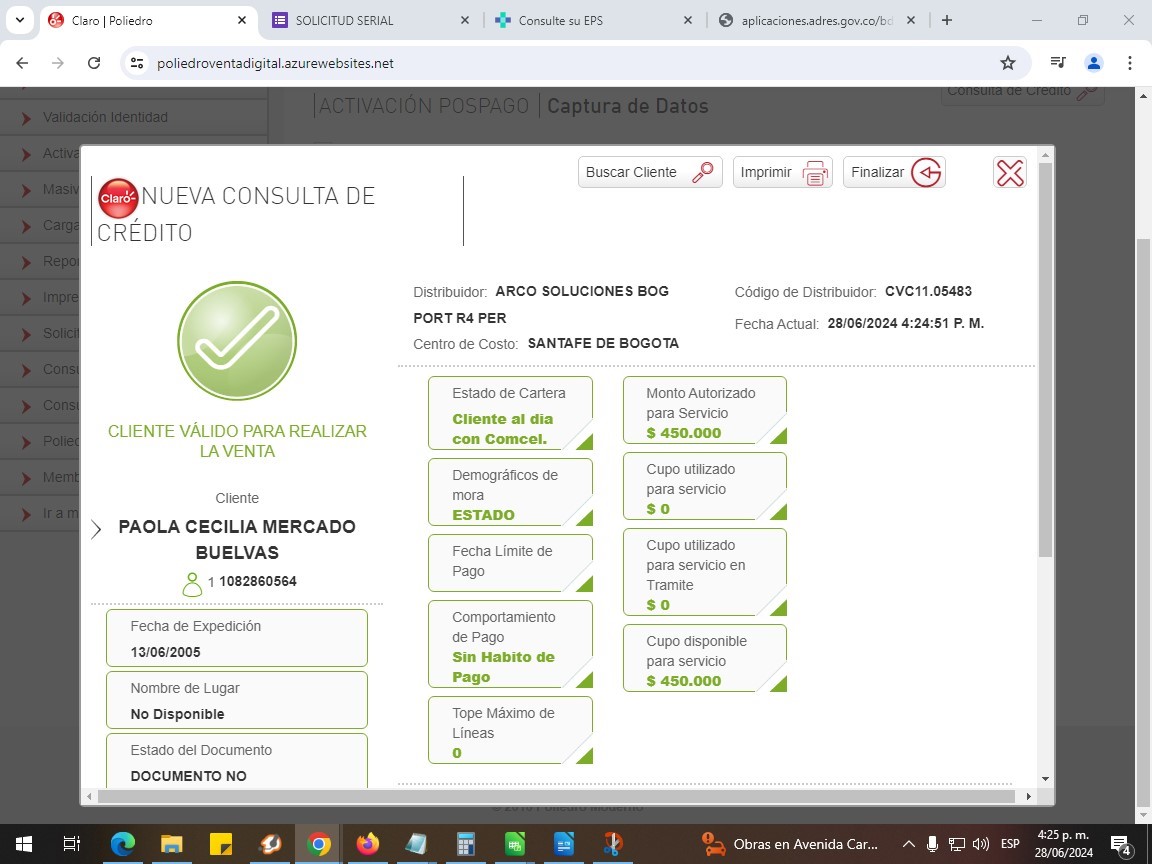 Claro | Poliedro
SOLICITUD SERIAL
Consulte su EPS
aplicaciones.adres.gov.co/bd
poliedroventadigital.azurewebsites.net
Validación Identidad
ACTIVACIÓN POSPAGO | Captura de Datos
Consulta de Crédito
Activa
Masiv
Carga
Repor
Impre
Solicit
Consu
Consu
Polied
Memb
Ir a m
Buscar Cliente
Imprimir
Finalizar
Claro
NUEVA CONSULTA DE
CRÉDITO
CLIENTE VÁLIDO PARA REALIZAR
LA VENTA
Cliente
PAOLA CECILIA MERCADO
BUELVAS
1 1082860564
Fecha de Expedición
13/06/2005
Nombre de Lugar
No Disponible
Estado del Documento
DOCUMENTO NO
Distribuidor: ARCO SOLUCIONES BOG
PORT R4 PER
Centro de Costo: SANTAFE DE BOGOTA
Código de Distribuidor: CVC11.05483
Fecha Actual: 28/06/2024 4:24:51 P. M.
Estado de Cartera
Cliente al dia
con Comcel.
Demográficos de
mora
ESTADO
Fecha Límite de
Pago
Comportamiento
de Pago
Sin Habito de
Pago
Tope Máximo de
Líneas
0
Monto Autorizado
para Servicio
$ 450.000
Cupo utilizado
para servicio
$ 0
Cupo utilizado
para servicio en
Tramite
$ 0
Cupo disponible
para servicio
$ 450.000
Obras en Avenida Car...
ESP
4:25 p. m.
28/06/2024
4